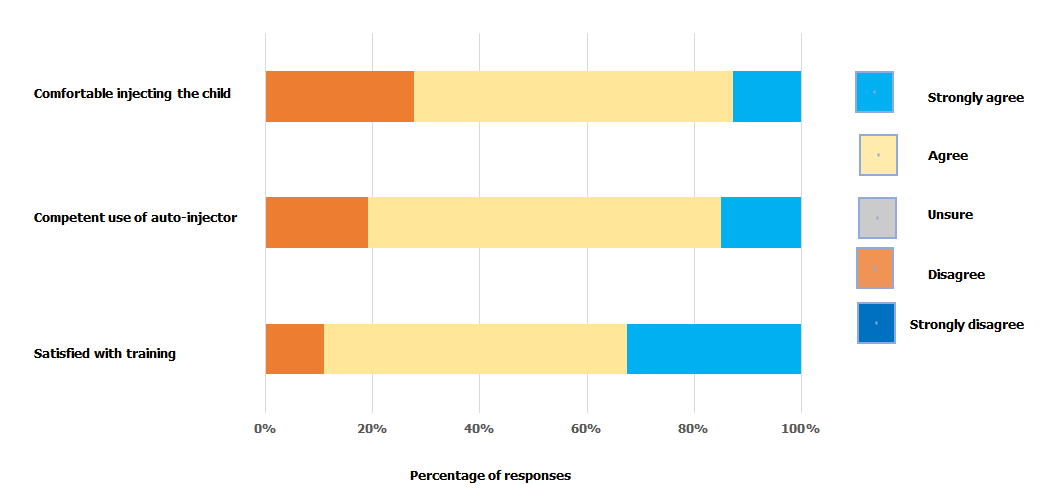 Comfortable injecting the child
Competent use of auto-injector
Satisfied with training
0%
20%
40%
60%
80%
100%
Percentage of responses
Strongly agree
Agree
Unsure
Disagree
Strongly disagree